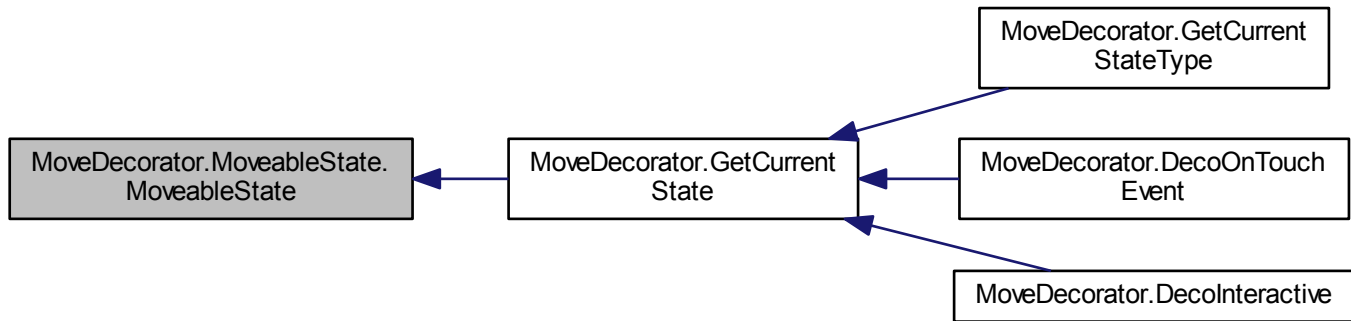 MoveDecorator.GetCurrent
StateType
MoveDecorator.MoveableState.
MoveableState
MoveDecorator.GetCurrent
State
MoveDecorator.DecoOnTouch
Event
MoveDecorator.DecoInteractive